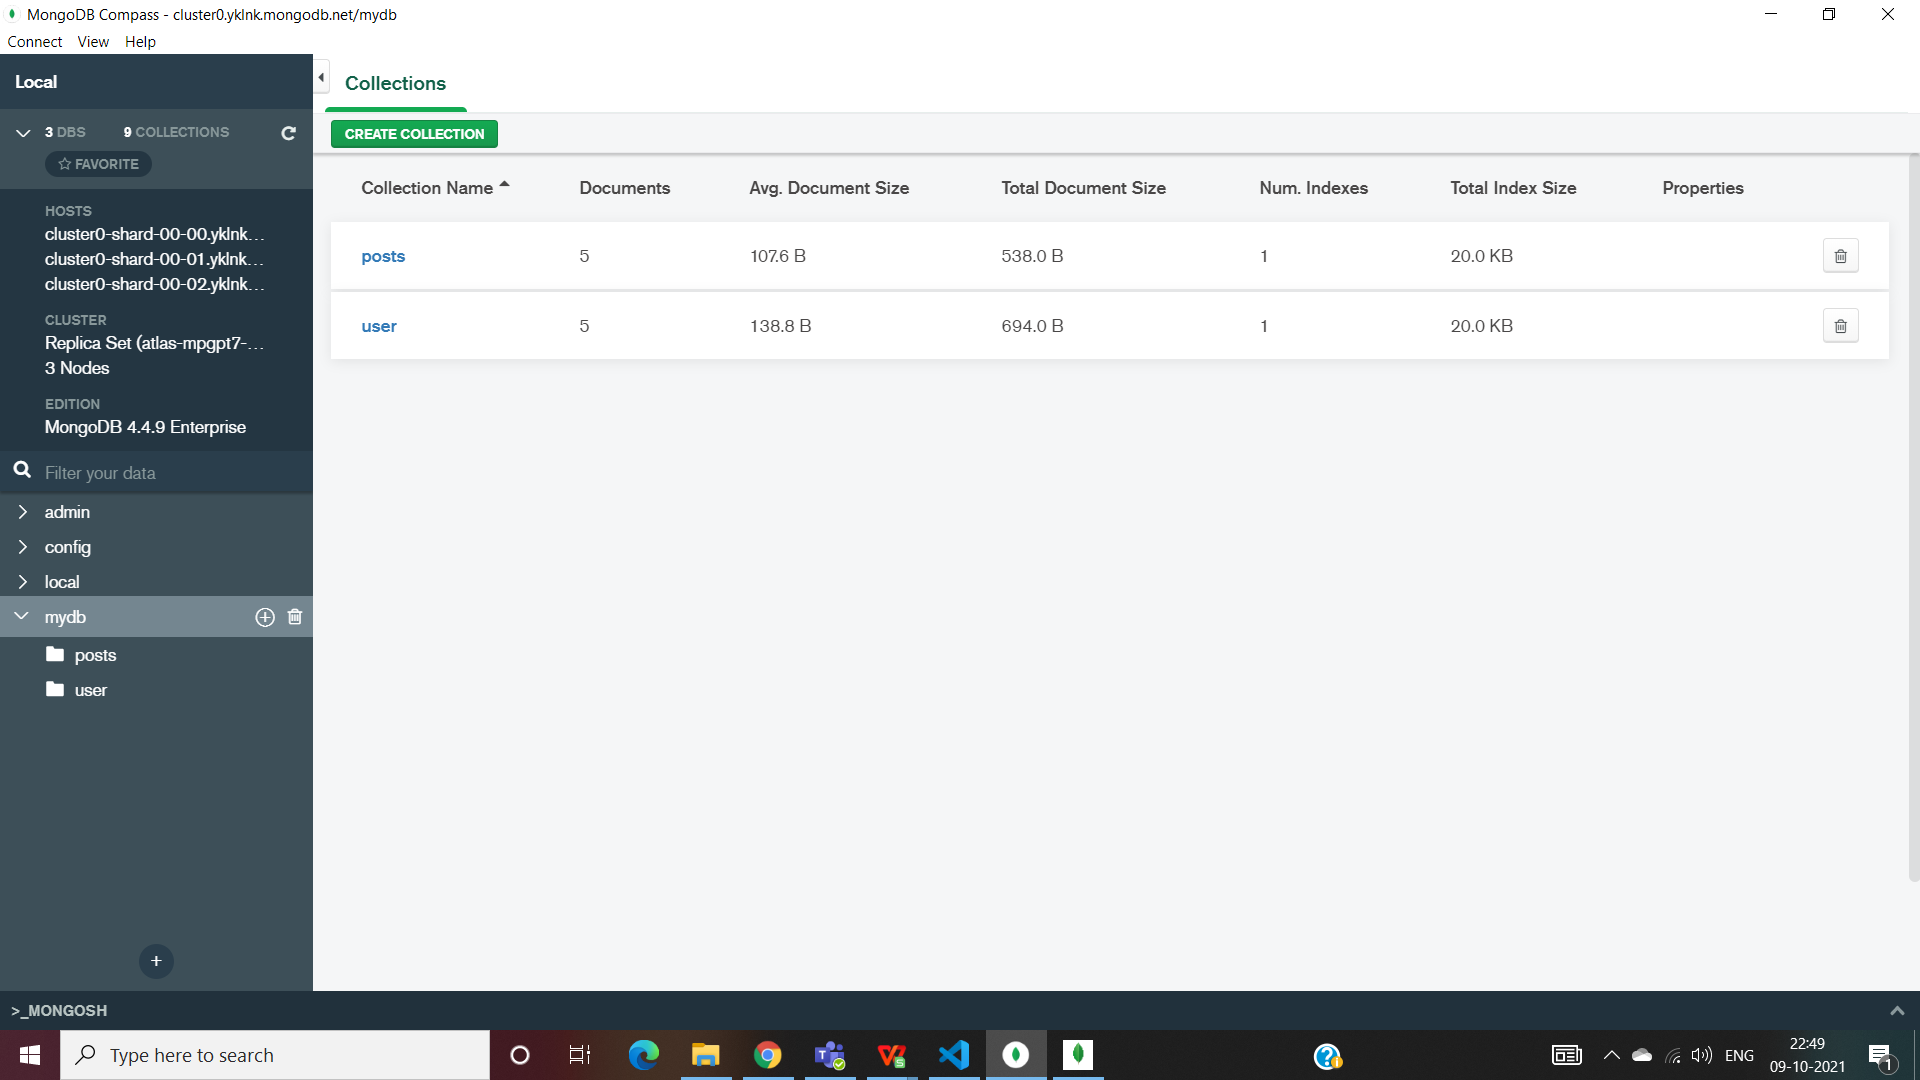 MongoDB Compass - cluster0.yklnk.mongodb.net/mydb
Connect View Help
Local
3 DBS 9 COLLECTIONS
FAVORITE
HOSTS
cluster0-shard-00-00.yklnk...
cluster0-shard-00-01.yklnk...
cluster0-shard-00-02.yklnk...
CLUSTER
Replica Set (atlas-mpgpt7-...
3 Nodes
EDITION
MongoDB 4.4.9 Enterprise
Filter your data
admin
config
local
mydb
posts
user
Collections
CREATE COLLECTION
Collection Name Documents Avg. Document Size Total Document Size Num. Indexes Total Index Size Properties
posts 5 107.6 B 538.0 B 1 20.0 KB
user 5 138.8 B 694.0 B 1 20.0 KB
>_MONGOSH
Type here to search
ENG
22:49
09-10-2021
1